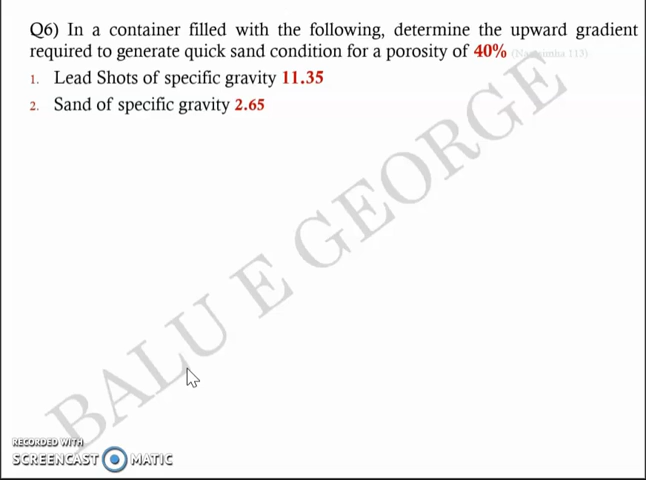 Q6) In a container filled with the following, determine the upward gradient
required to generate quick sand condition for a porosity of 40%
1. Lead Shots of specific gravity 11.35
2. Sand of specific gravity 2.65
BALU E GEORGE
RECORDED WITH
SCREENCAST MATIC